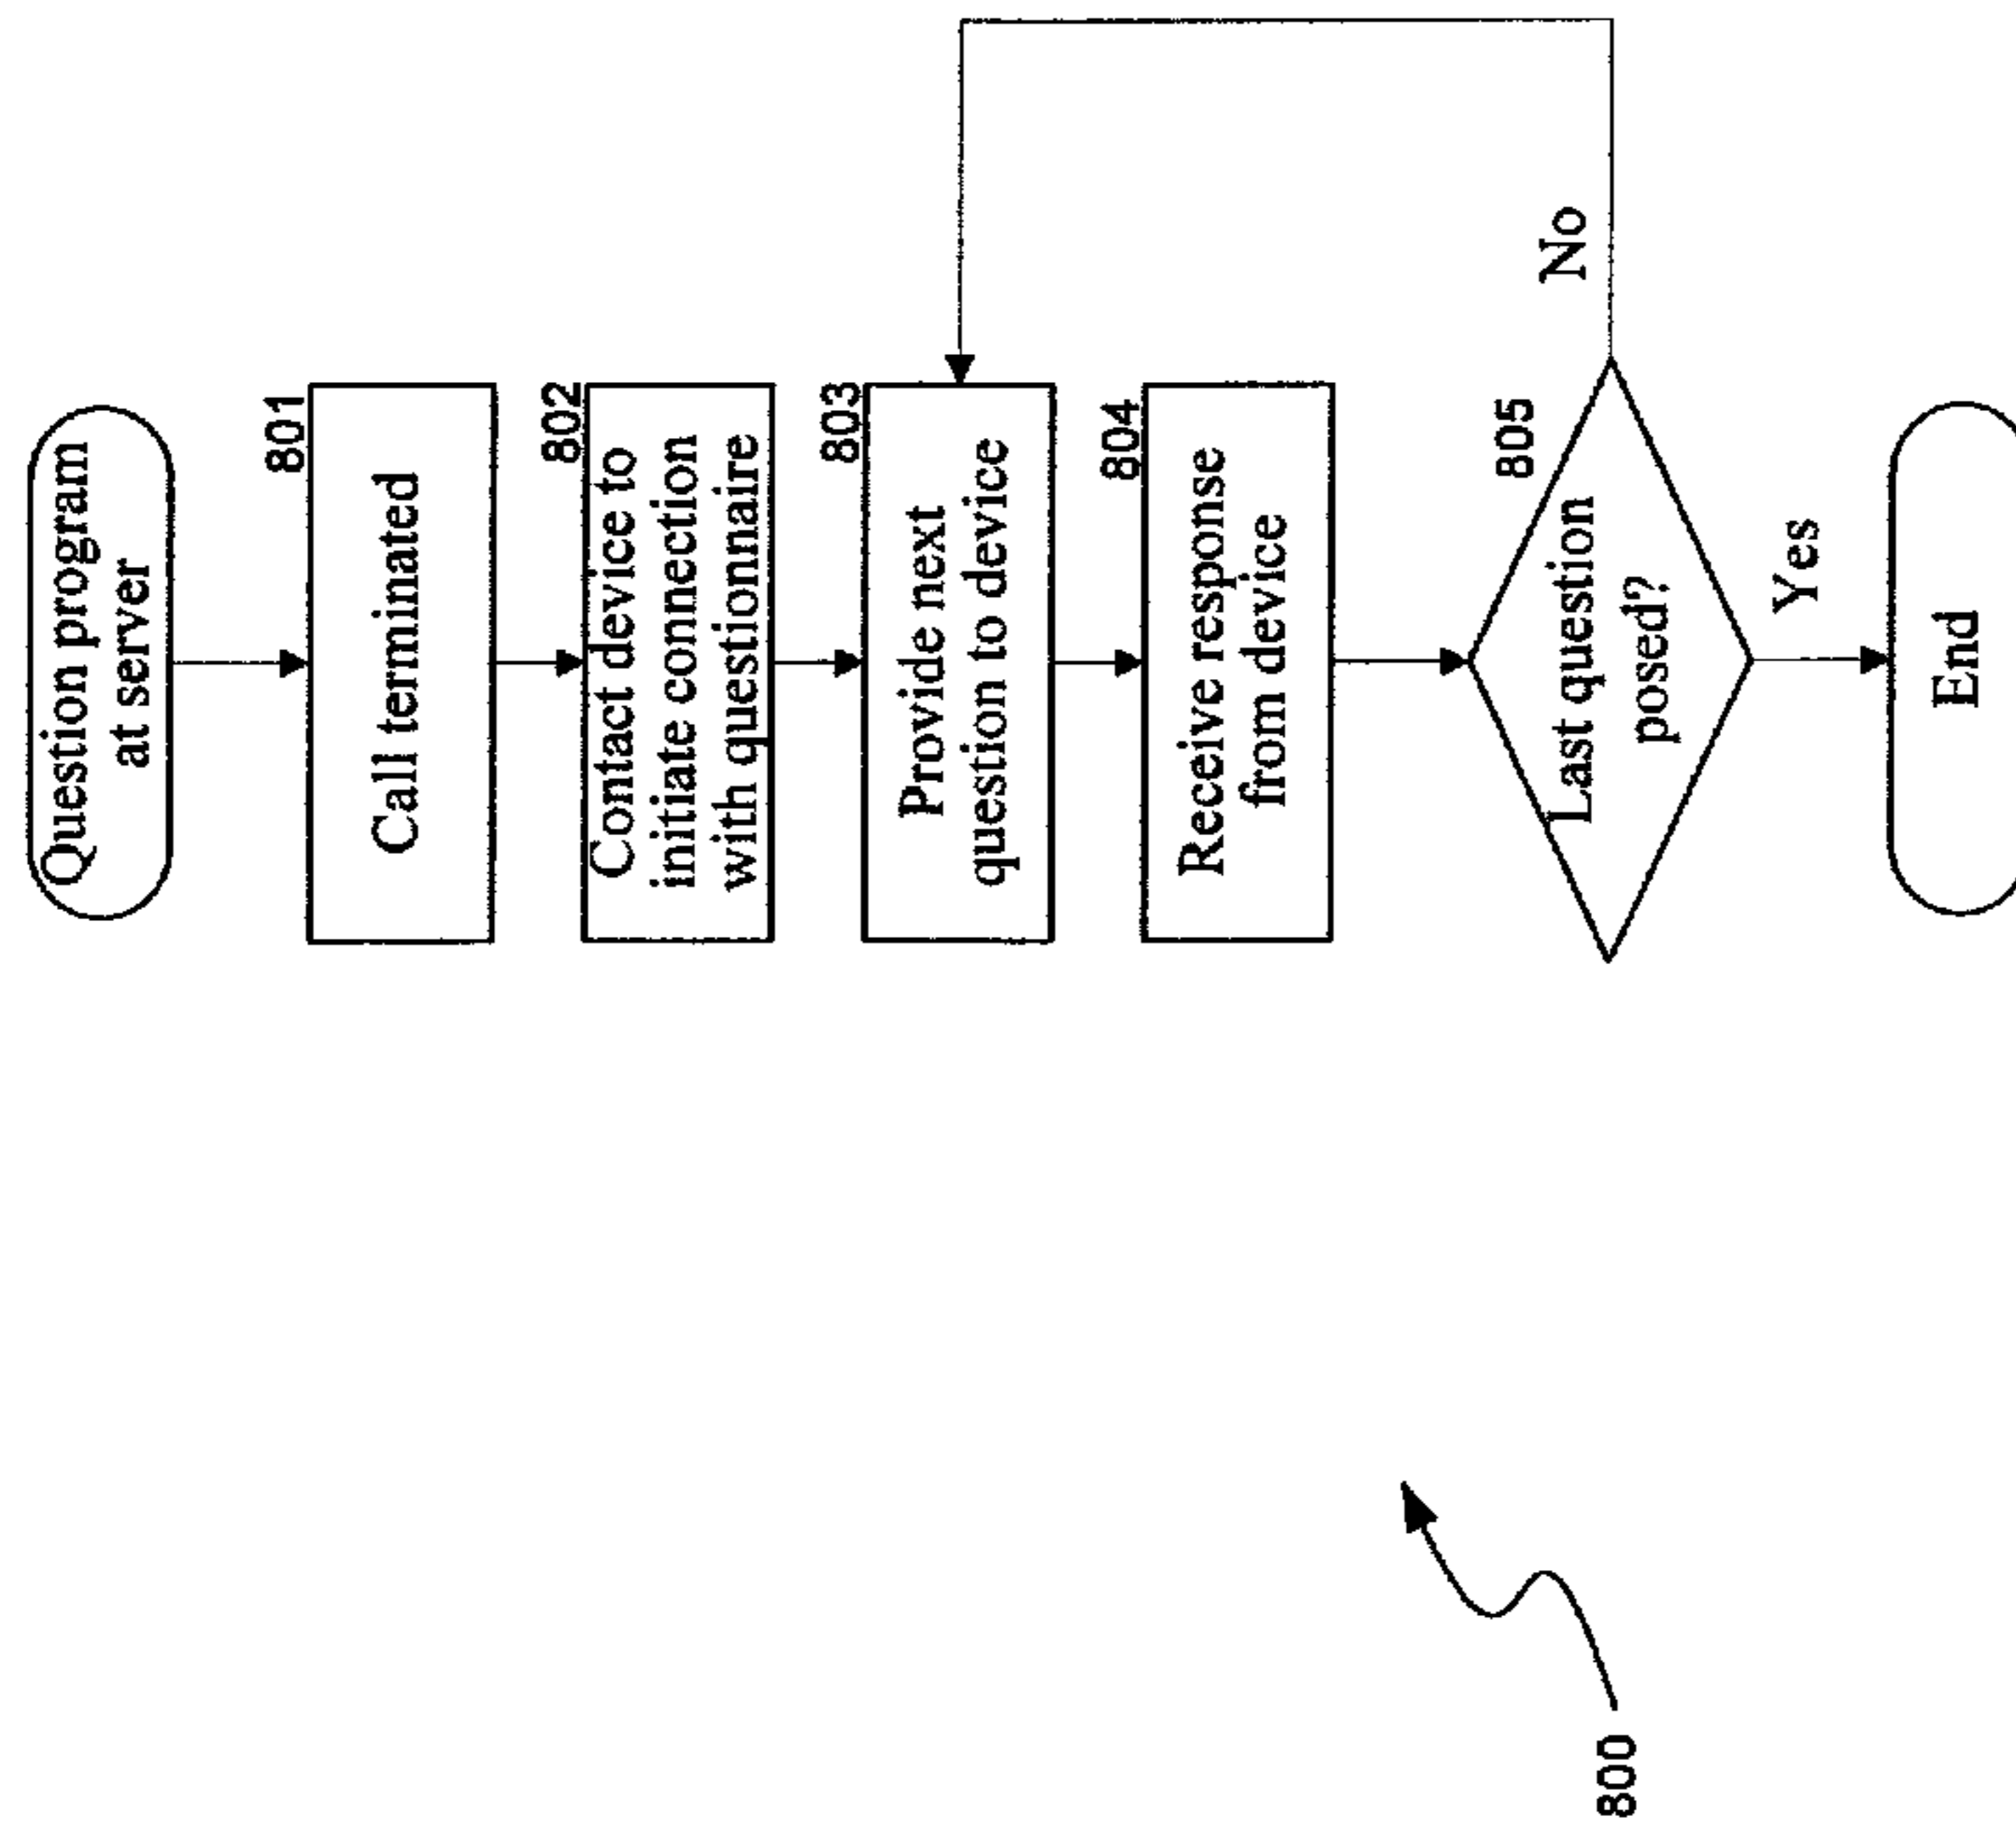 Question program
at server
801
Call terminated
802
Contact device to
initiate connection
with questionnaire
803
Provide next
question to device
804
Receive response
from device
805
Last question
posed?
No
Yes
End
800